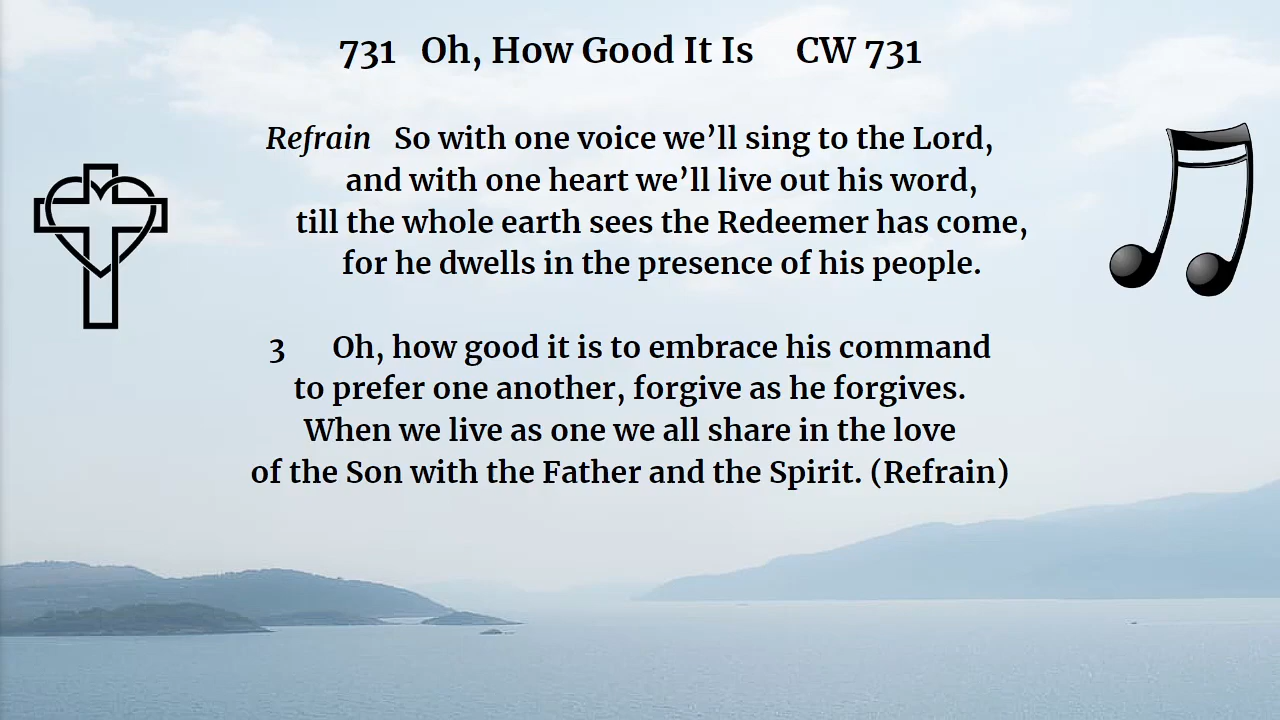 731 Oh, How Good It Is CW 731
Refrain So with one voice we’ll sing to the Lord,
and with one heart we’ll live out his word,
till the whole earth sees the Redeemer has come,
for he dwells in the presence of his people.
3 Oh, how good it is to embrace his command
to prefer one another, forgive as he forgives.
When we live as one we all share in the love
of the Son with the Father and the Spirit. (Refrain)